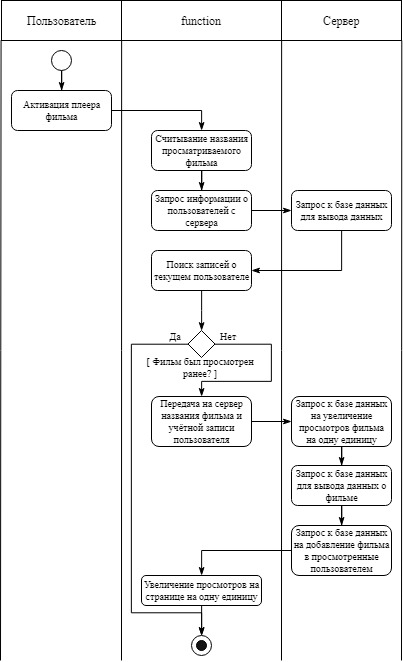 Пользователь
function
Сервер
Активация плеера
фильма
Считывание названия
просматриваемого
фильма
Запрос информации о
пользователей с
сервера
Запрос к базе данных
для вывода данных
Поиск записей о
текущем пользователе
Да
Нет
[ Фильм был просмотрен
ранее? ]
Передача на сервер
названия фильма и
учётной записи
пользователя
Запрос к базе данных
на увеличение
просмотров фильма
на одну единицу
Запрос к базе данных
для вывода данных о
фильме
Запрос к базе данных
на добавление фильма
в просмотренные
пользователем
Увеличение просмотров на
странице на одну единицу